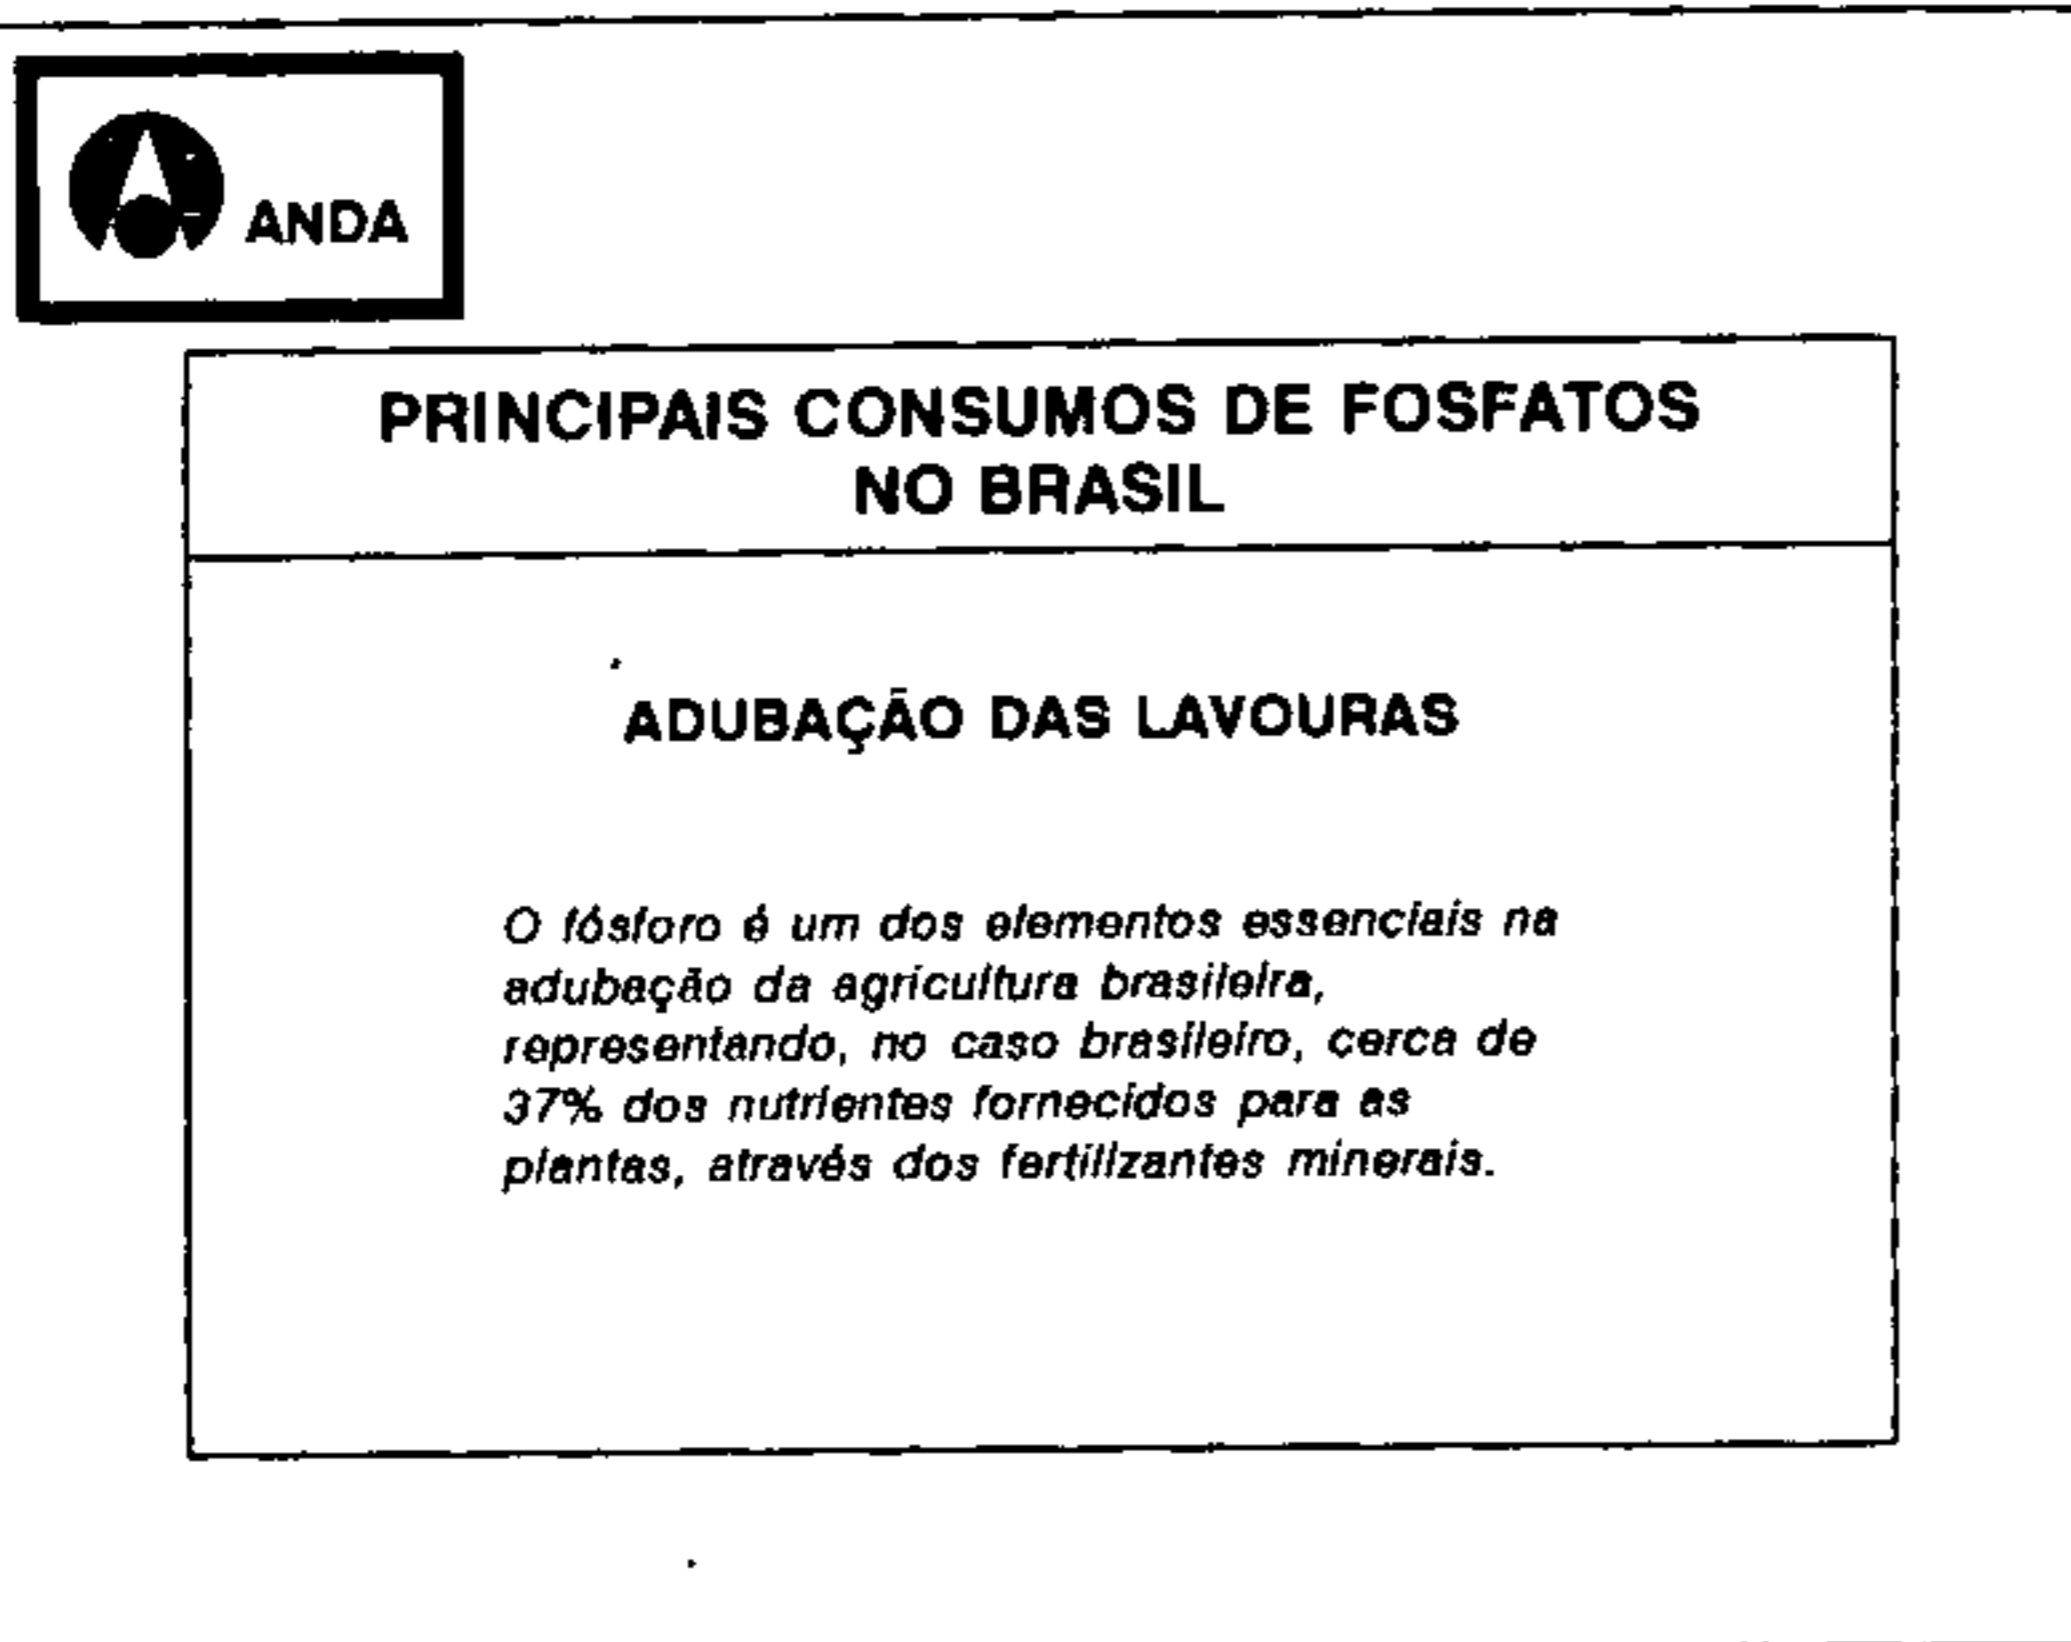 ANDA
PRINCIPAIS CONSUMOS DE FOSFATOS
NO BRASIL
ADUBAÇÃO DAS LAVOURAS
O fósforo é um dos elementos essenciais na
adubação da agricultura brasileira,
representando, no caso brasileiro, cerca de
37% dos nutrientes fornecidos para as
plantas, através dos fertilizantes minerais.